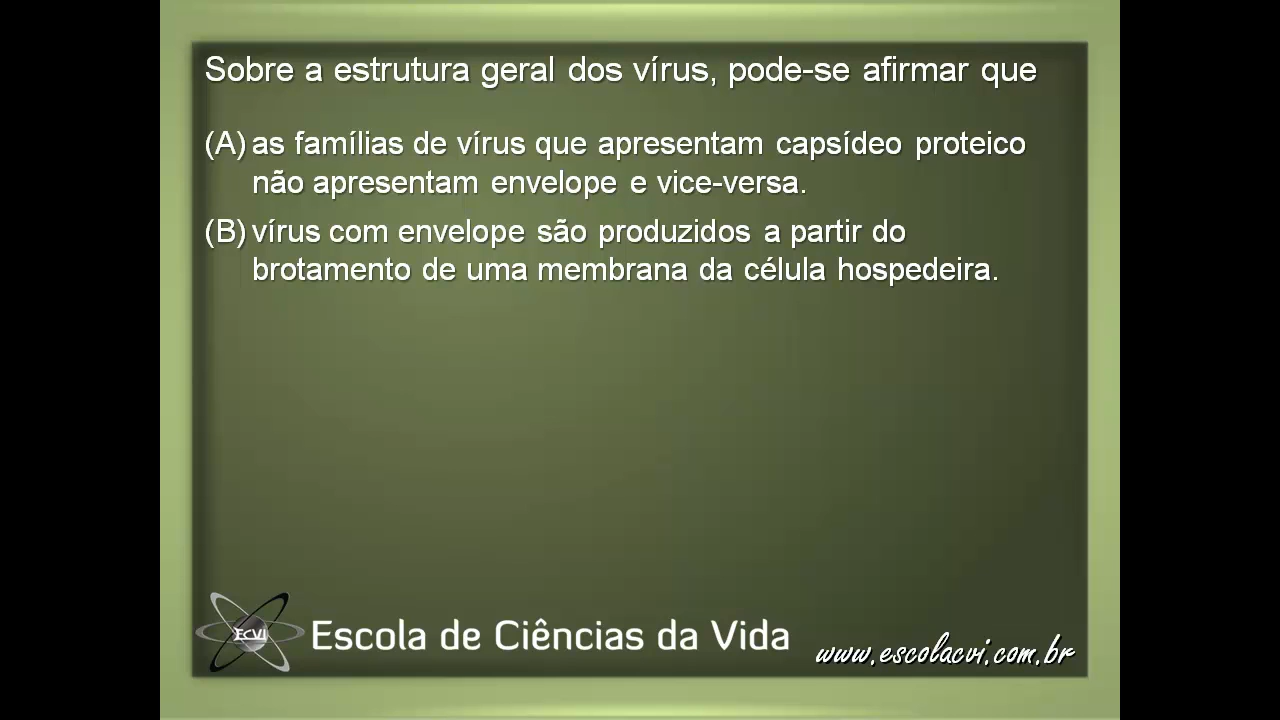 Sobre a estrutura geral dos vírus, pode-se afirmar que
(A) as famílias de vírus que apresentam capsídeo proteico
não apresentam envelope e vice-versa.
(B) vírus com envelope são produzidos a partir do
brotamento de uma membrana da célula hospedeira.
ECVI Escola de Ciências da Vida
www.escolacvi.com.br